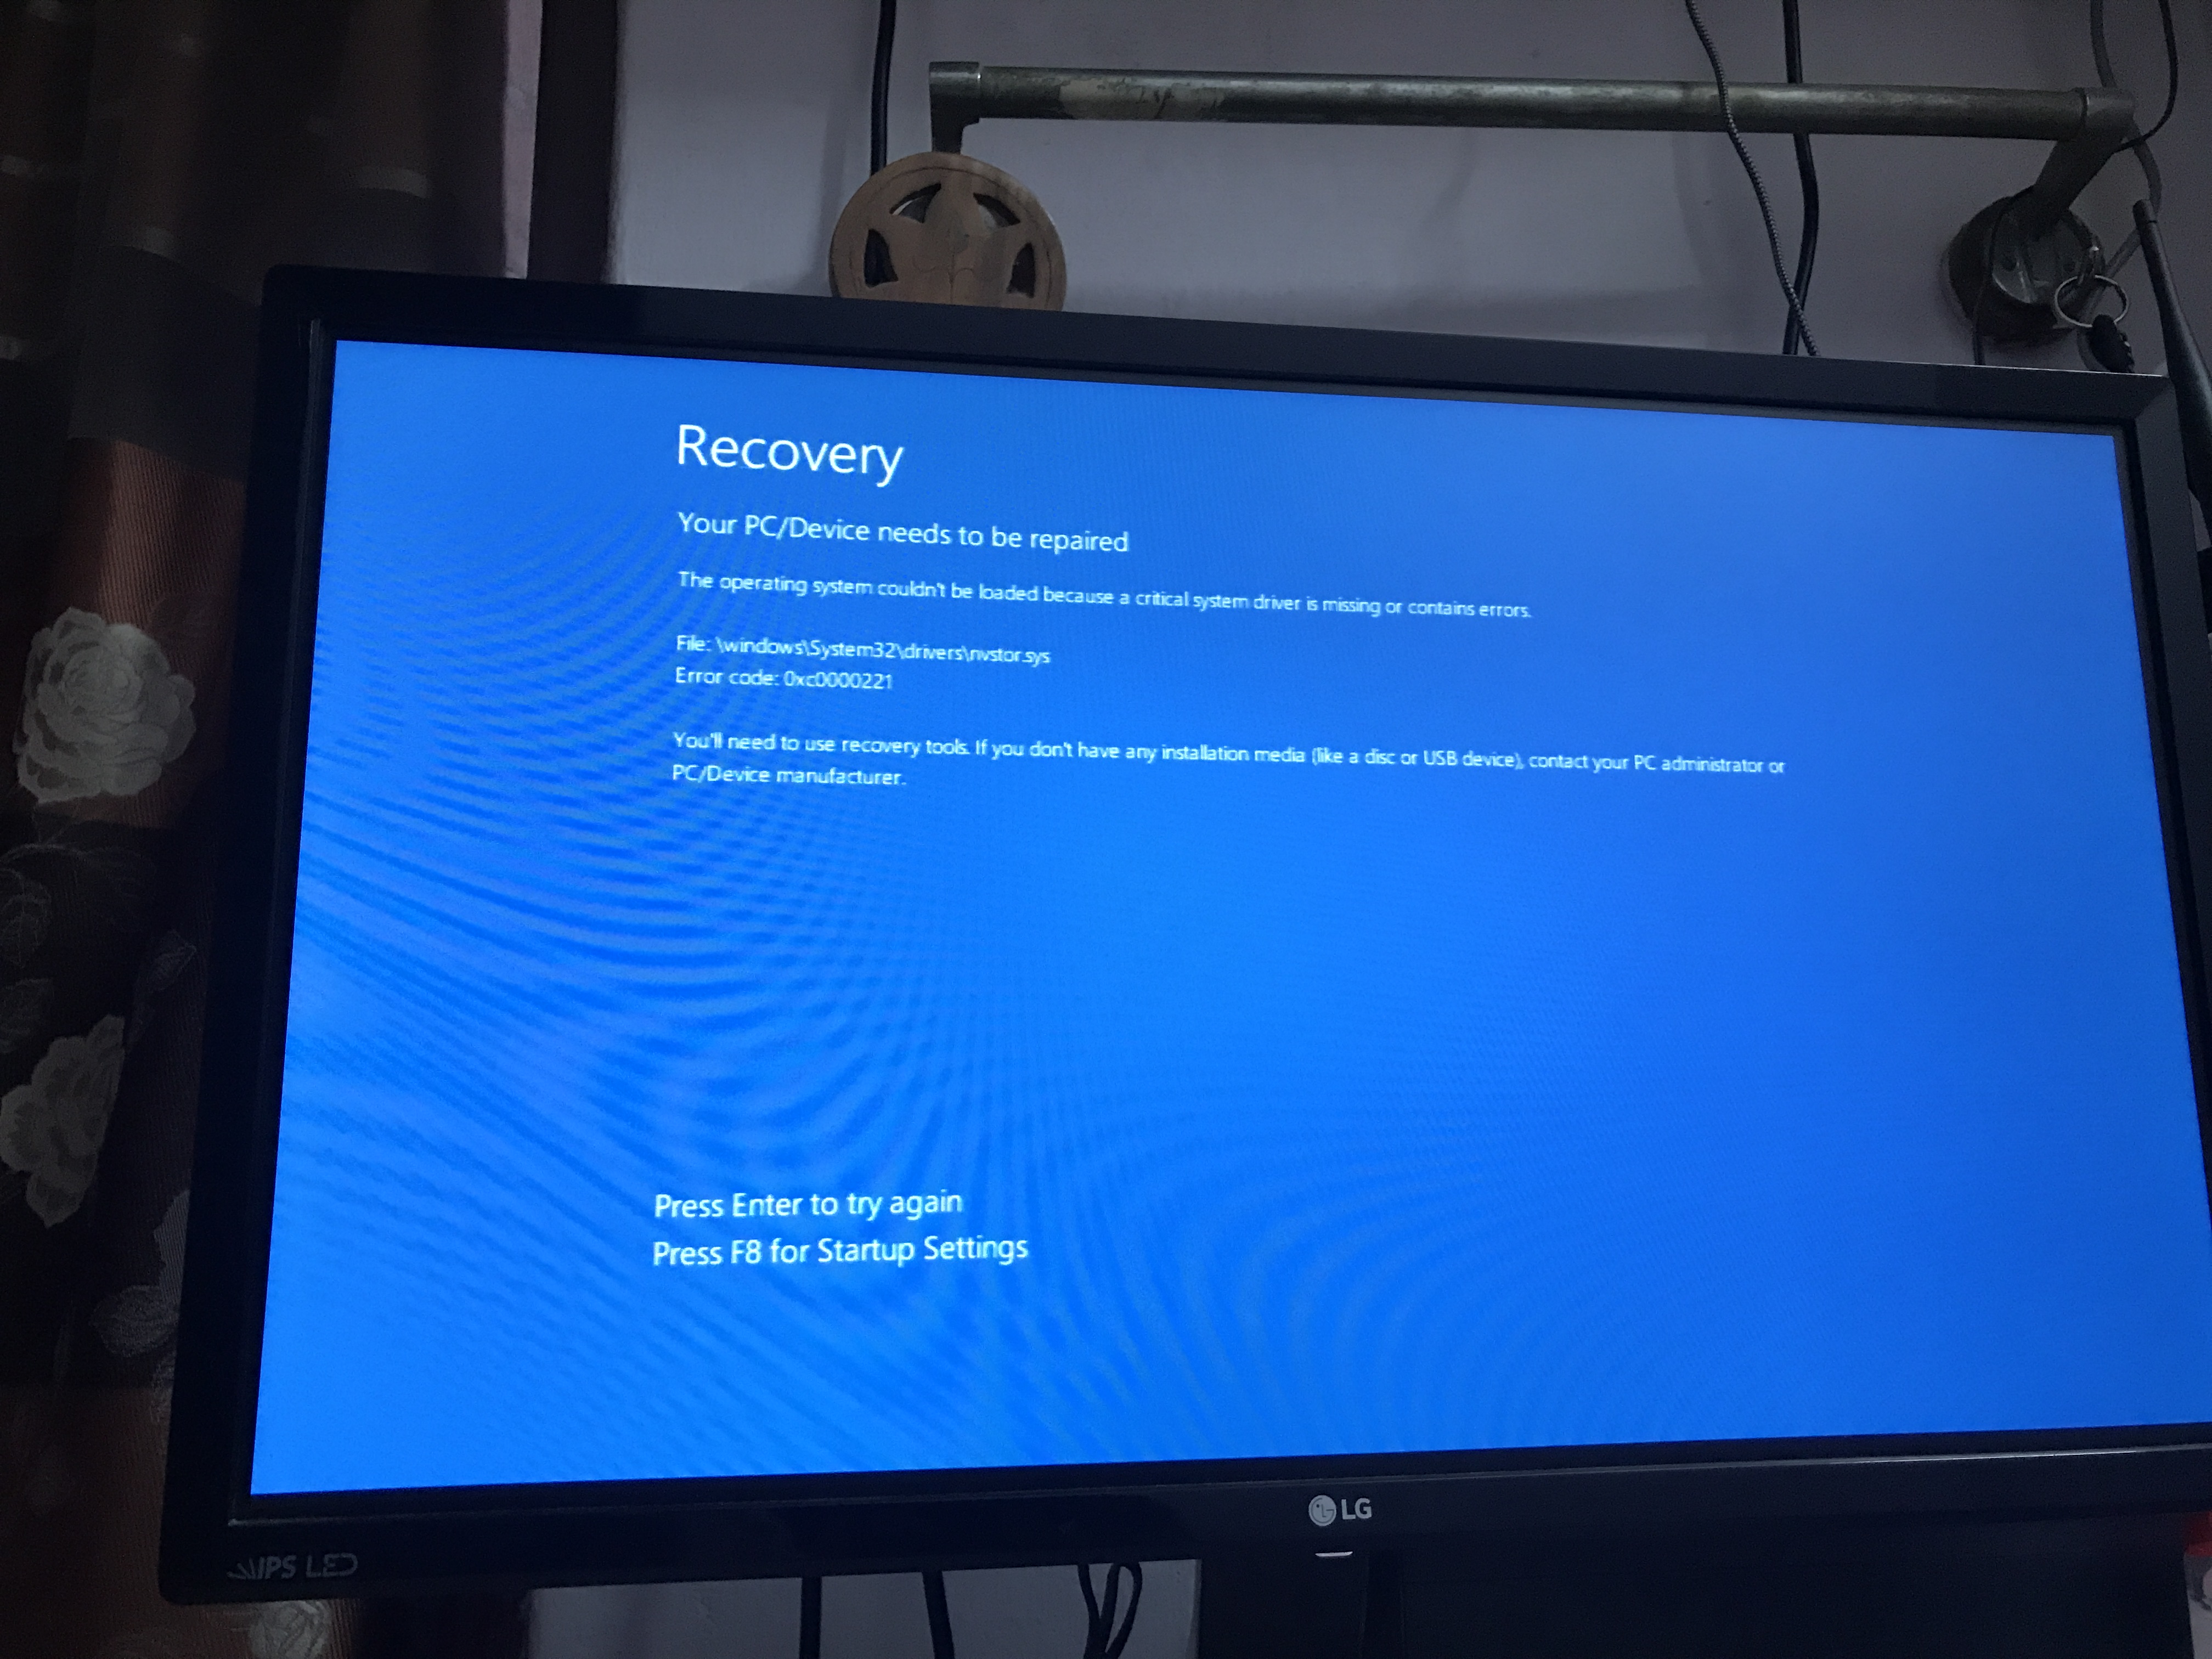 Recovery
Your PC/Device needs to be repaired
The operating system couldn't be loaded because a critical system driver is missing or contains errors.
File: \windows\System32\drivers\nvstor.sys
Error code: 0xc0000221
You'll need to use recovery tools. If you don't have any installation media (like a disc or USB device), contact your PC administrator or
PC/Device manufacturer.
Press Enter to try again
Press F8 for Startup Settings
LG
IPS LED